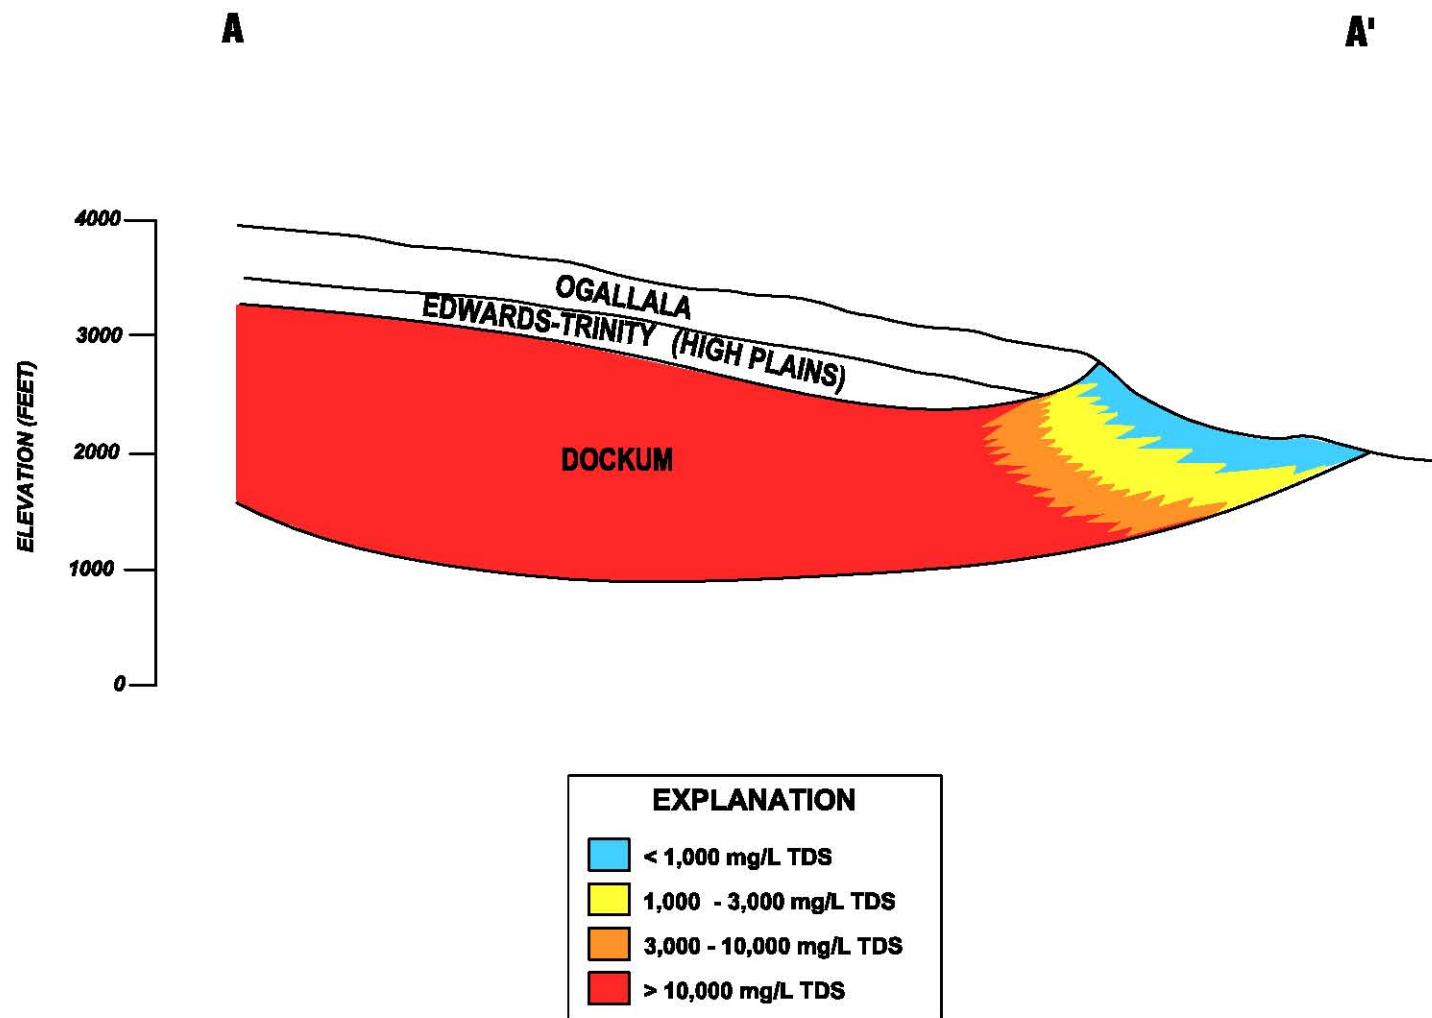 A
A'
4000
3000
2000
1000
0
ELEVATION (FEET)
OGALLALA
EDWARDS-TRINITY (HIGH PLAINS)
DOCKUM
EXPLANATION
< 1,000 mg/L TDS
1,000 - 3,000 mg/L TDS
3,000 - 10,000 mg/L TDS
> 10,000 mg/L TDS